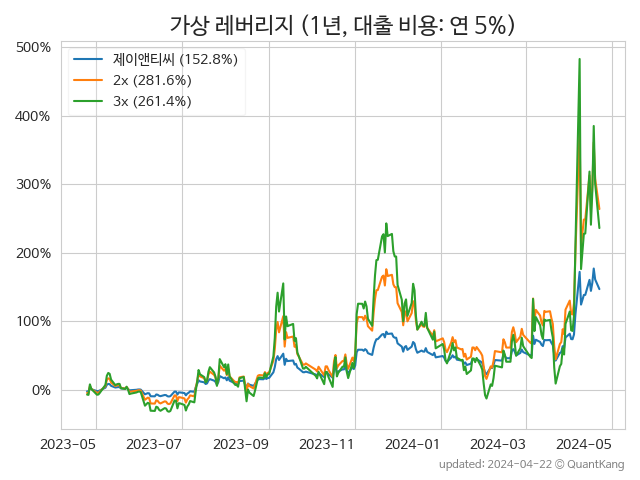 가상 레버리지 (1년, 대출 비용: 연 5%)
500%
400%
300%
200%
100%
0%
제이앤티씨 (152.8%)
2x (281.6%)
3x (261.4%)
2023-05 2023-07 2023-09 2023-11 2024-01 2024-03 2024-05
updated: 2024-04-22 © QuantKang